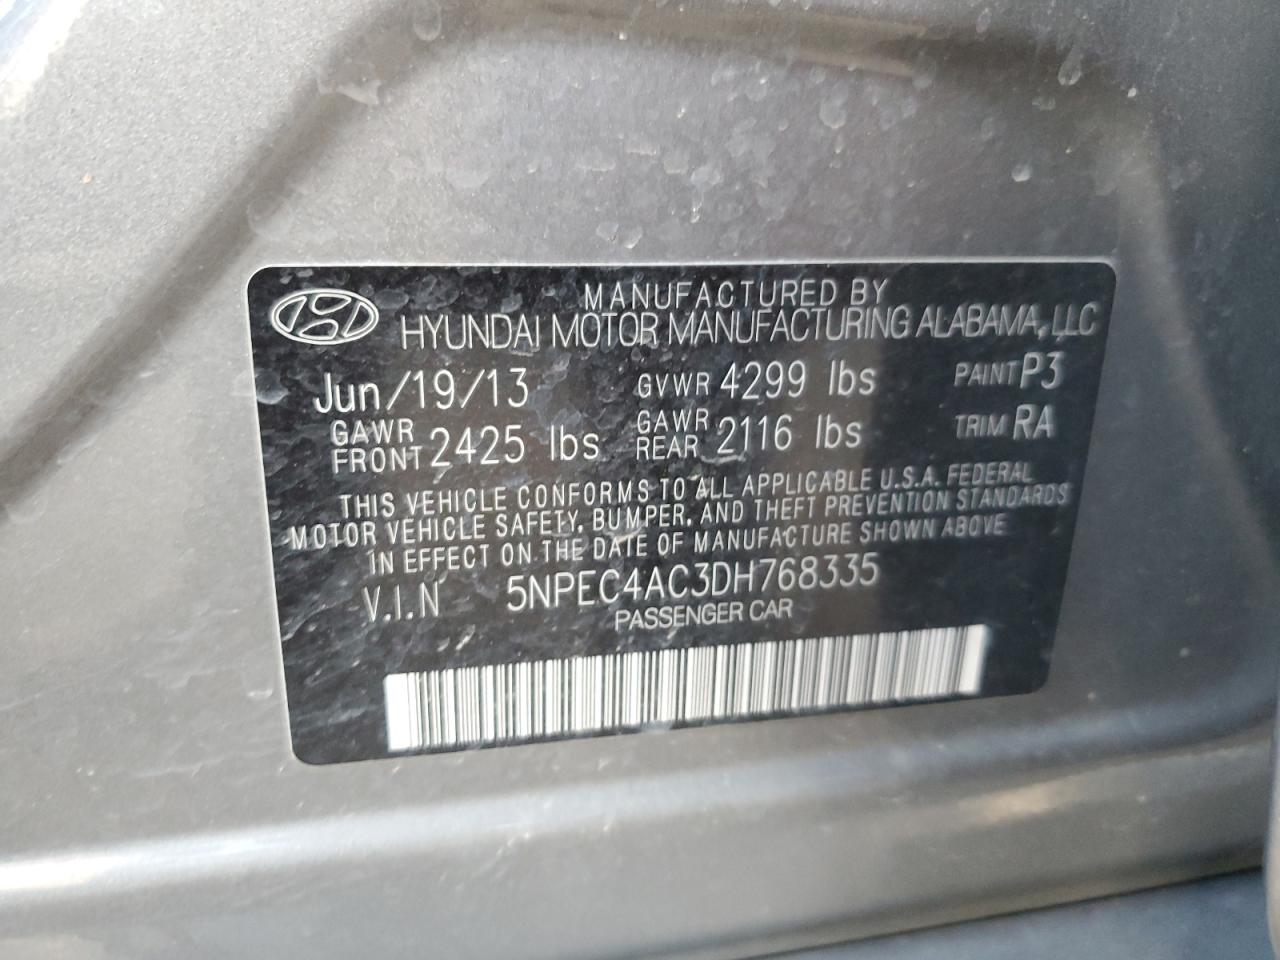 MANUFACTURED BY
HYUNDAI MOTOR MANUFACTURING ALABAMA, LLC
Jun/19/13 GVWR 4299 lbs PAINT P3
GAWR FRONT 2425 lbs GAWR REAR 2116 lbs TRIM RA
THIS VEHICLE CONFORMS TO ALL APPLICABLE U.S.A. FEDERAL
MOTOR VEHICLE SAFETY, BUMPER, AND THEFT PREVENTION STANDARDS
IN EFFECT ON THE DATE OF MANUFACTURE SHOWN ABOVE
V.I.N 5NPEC4AC3DH768335
PASSENGER CAR